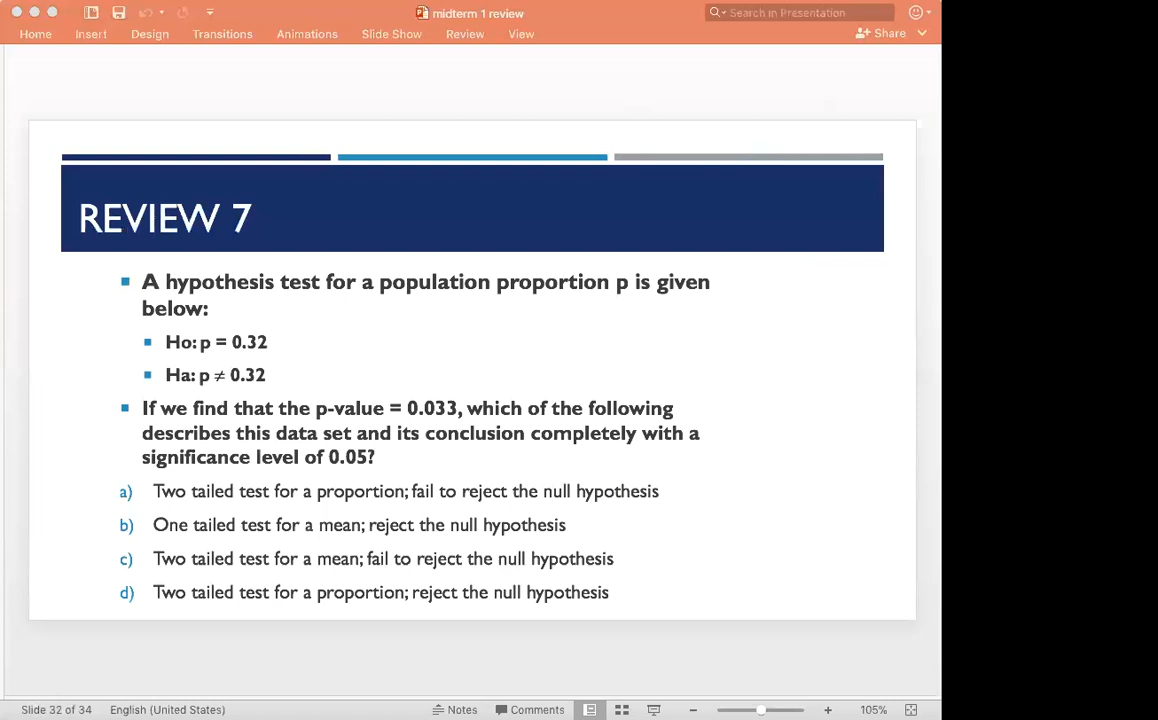 midterm 1 review
Search in Presentation
Home Insert Design Transitions Animations Slide Show Review View
Share
REVIEW 7
A hypothesis test for a population proportion p is given
below:
Ho: p = 0.32
Ha: p ≠ 0.32
If we find that the p-value = 0.033, which of the following
describes this data set and its conclusion completely with a
significance level of 0.05?
a) Two tailed test for a proportion; fail to reject the null hypothesis
b) One tailed test for a mean; reject the null hypothesis
c) Two tailed test for a mean; fail to reject the null hypothesis
d) Two tailed test for a proportion; reject the null hypothesis
Slide 32 of 34 English (United States) Notes Comments 105%